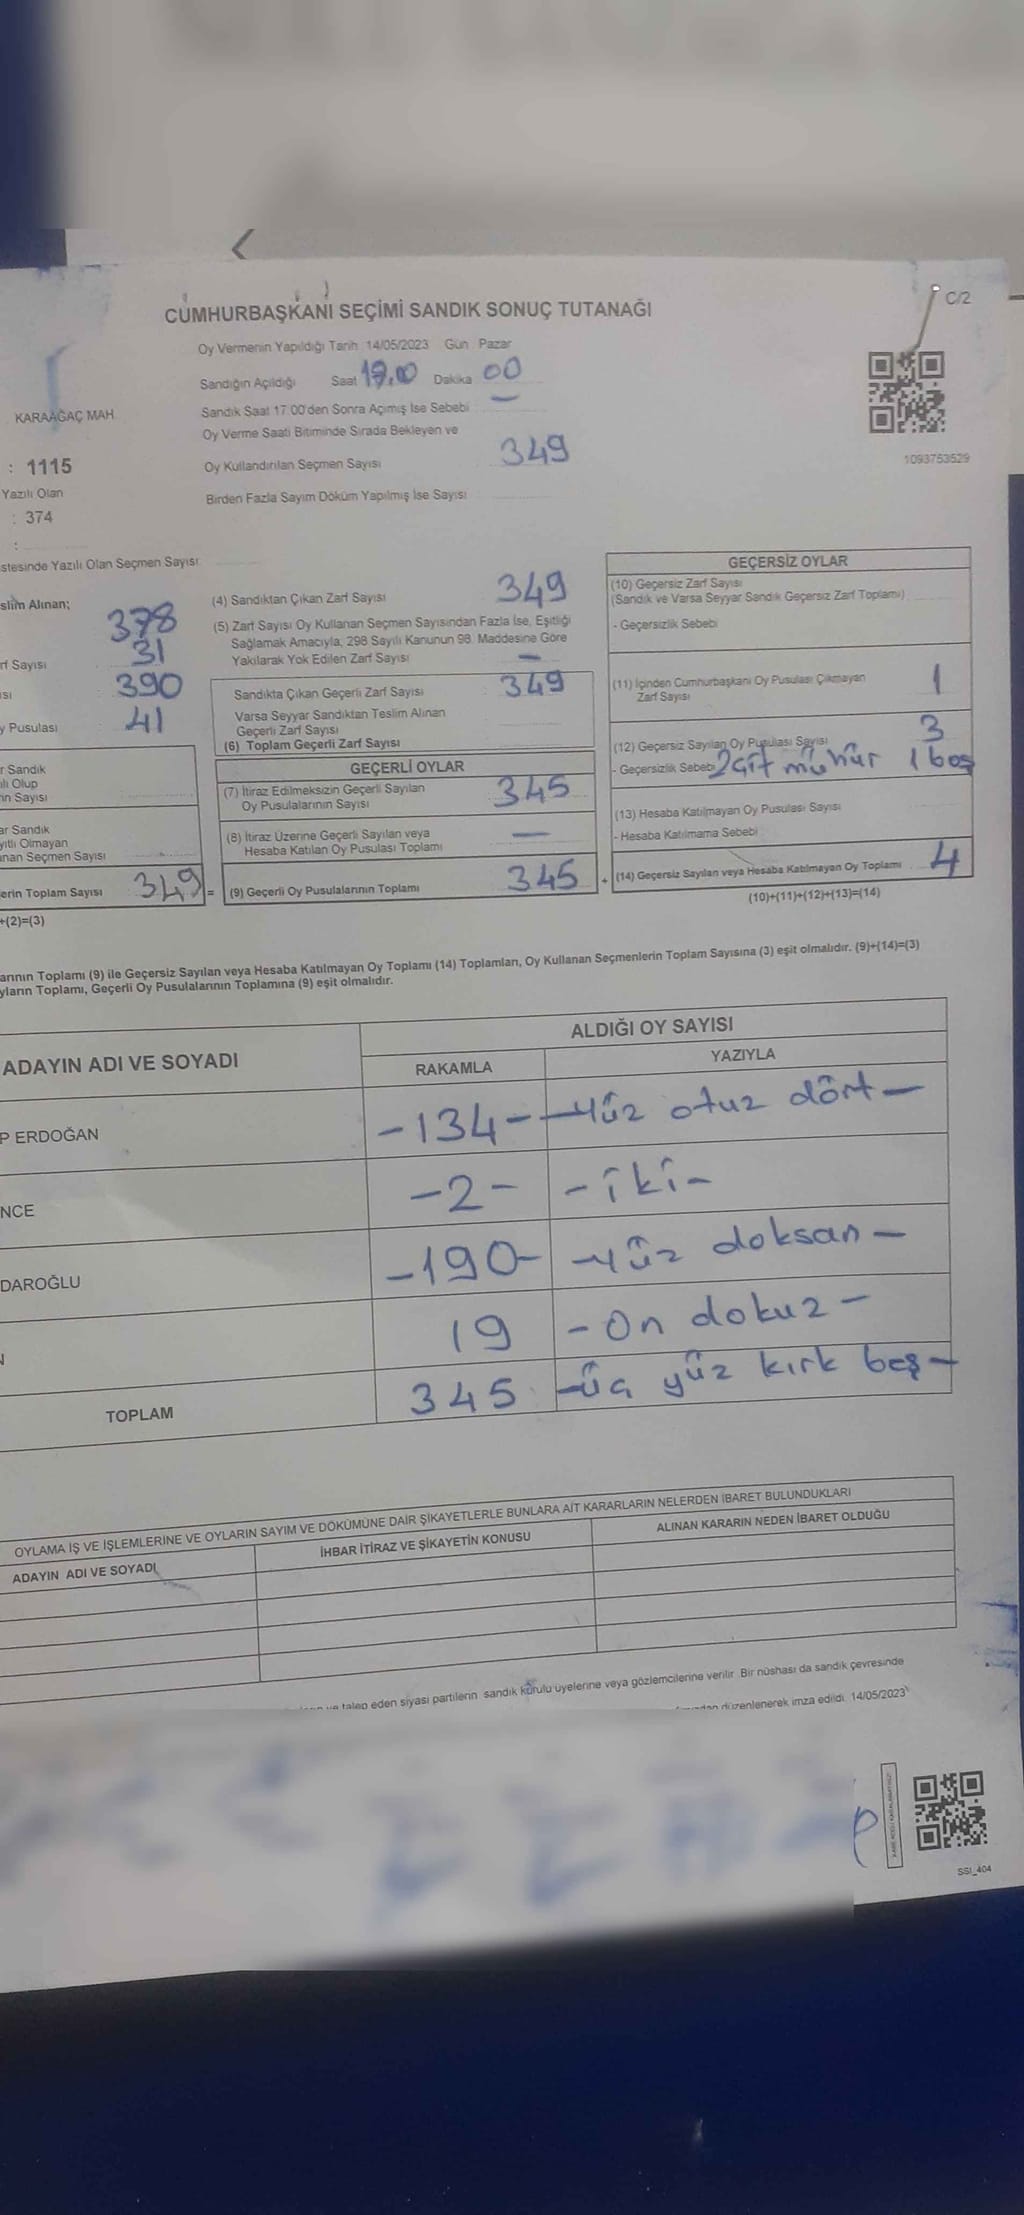 CUMHURBAŞKANI SEÇİMİ SANDIK SONUÇ TUTANAĞI
C/2
Oy Vermenin Yapıldığı Tarih 14/05/2023 Gün Pazar
Sandığın Açıldığı Saat 17.00 Dakika 00
KARAAĞAÇ MAH
Sandık Saat 17 00'den Sonra Açımış İse Sebebi —
Oy Verme Saati Bitiminde Sırada Bekleyen ve
: 1115
Oy Kullandırılan Seçmen Sayısı 349
1093753529
Yazılı Olan
Birden Fazla Sayım Döküm Yapılmış İse Sayısı
: 374
:
stesinde Yazılı Olan Seçmen Sayısı
slim Alınan;
378
31
rf Sayısı
390
sı
41
y Pusulası
r Sandık
ılı Olup
ın Sayısı
ar Sandık
yıtlı Olmayan
anan Seçmen Sayısı
erin Toplam Sayısı 349 =
+(2)=(3)
(4) Sandıktan Çıkan Zarf Sayısı 349
(5) Zarf Sayısı Oy Kullanan Seçmen Sayısından Fazla İse, Eşitliği
Sağlamak Amacıyla, 298 Sayılı Kanunun 98. Maddesine Göre
Yakılarak Yok Edilen Zarf Sayısı —
Sandıkta Çıkan Geçerli Zarf Sayısı 349
Varsa Seyyar Sandıktan Teslim Alınan
Geçerli Zarf Sayısı
(6) Toplam Geçerli Zarf Sayısı
GEÇERLİ OYLAR
(7) İtiraz Edilmeksizin Geçerli Sayılan
Oy Pusulalarının Sayısı 345
(8) İtiraz Üzerine Geçerli Sayılan veya
Hesaba Katılan Oy Pusulası Toplamı —
(9) Geçerli Oy Pusulalarının Toplamı 345 +
GEÇERSİZ OYLAR
(10) Geçersiz Zarf Sayısı
(Sandık ve Varsa Seyyar Sandık Geçersiz Zarf Toplamı)
- Geçersizlik Sebebi
(11) İçinden Cumhurbaşkanı Oy Pusulası Çıkmayan
Zarf Sayısı 1
(12) Geçersiz Sayılan Oy Pusulası Sayısı 3
- Geçersizlik Sebebi 2 çift mühür 1 boş
(13) Hesaba Katılmayan Oy Pusulası Sayısı
- Hesaba Katılmama Sebebi
(14) Geçersiz Sayılan veya Hesaba Katılmayan Oy Toplamı 4
(10)+(11)+(12)+(13)=(14)
arının Toplamı (9) ile Geçersiz Sayılan veya Hesaba Katılmayan Oy Toplamı (14) Toplamları, Oy Kullanan Seçmenlerin Toplam Sayısına (3) eşit olmalıdır. (9)+(14)=(3)
yların Toplamı, Geçerli Oy Pusulalarının Toplamına (9) eşit olmalıdır.
ADAYIN ADI VE SOYADI
ALDIĞI OY SAYISI
RAKAMLA YAZIYLA
P ERDOĞAN -134- -Yüz otuz dört-
NCE -2- -iki-
DAROĞLU -190- -Yüz doksan-
19 -On dokuz-
TOPLAM 345 -üç yüz kırk beş-
OYLAMA İŞ VE İŞLEMLERİNE VE OYLARIN SAYIM VE DÖKÜMÜNE DAİR ŞİKAYETLERLE BUNLARA AİT KARARLARIN NELERDEN İBARET BULUNDUKLARI
ADAYIN ADI VE SOYADI İHBAR İTİRAZ VE ŞİKAYETİN KONUSU ALINAN KARARIN NEDEN İBARET OLDUĞU
ve talep eden siyasi partilerin sandık kurulu üyelerine veya gözlemcilerine verilir. Bir nüshası da sandık çevresinde
düzenlenerek imza edildi. 14/05/2023
SSI_404